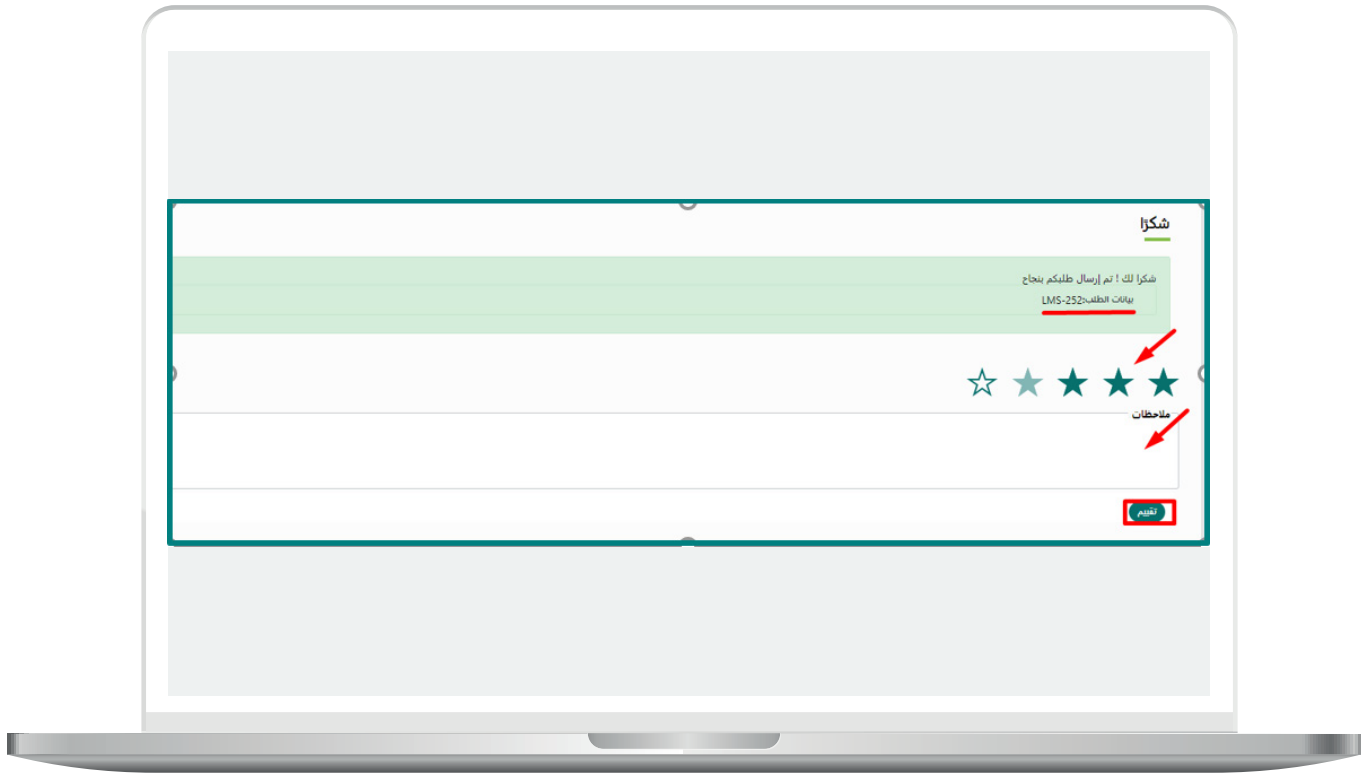 شكرًا
شكرا لك ! تم إرسال طلبكم بنجاح
بيانات الطلب:LMS-252
ملاحظات
تقييم